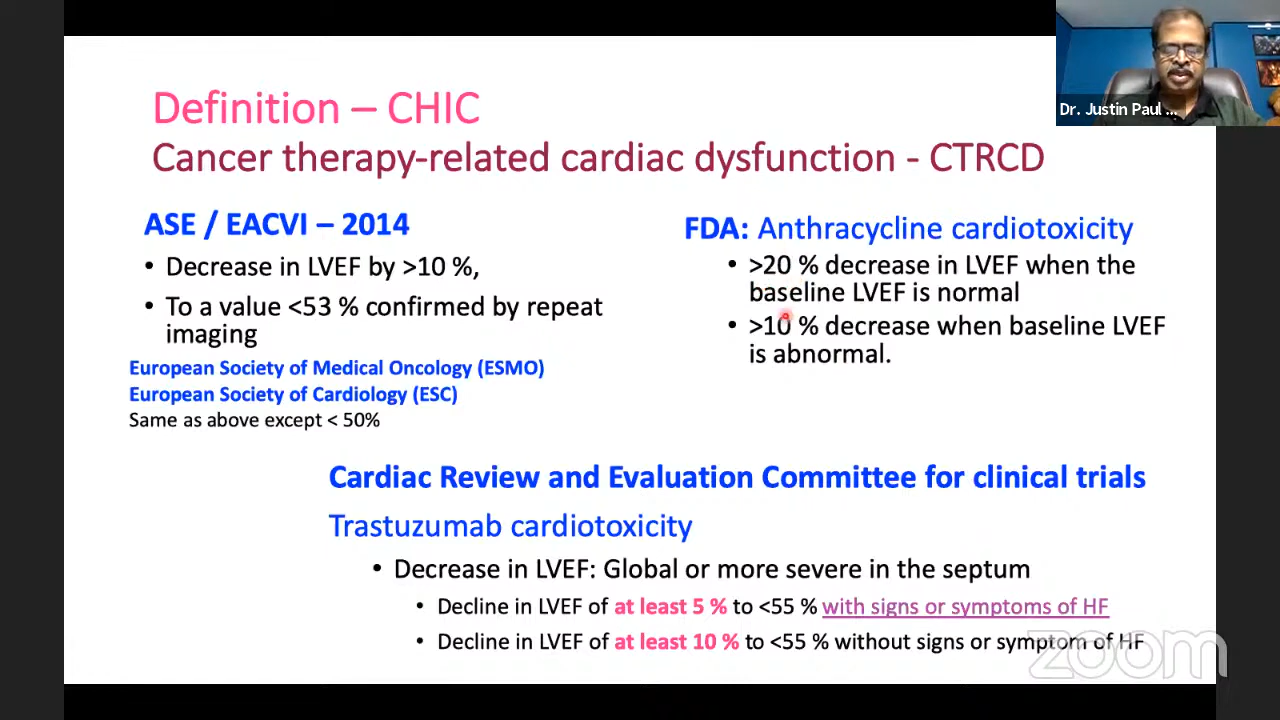 Definition – CHIC
Cancer therapy-related cardiac dysfunction - CTRCD
Dr. Justin Paul ...
ASE / EACVI – 2014
• Decrease in LVEF by >10 %,
• To a value <53 % confirmed by repeat
imaging
European Society of Medical Oncology (ESMO)
European Society of Cardiology (ESC)
Same as above except < 50%
FDA: Anthracycline cardiotoxicity
• >20 % decrease in LVEF when the
baseline LVEF is normal
• >10 % decrease when baseline LVEF
is abnormal.
Cardiac Review and Evaluation Committee for clinical trials
Trastuzumab cardiotoxicity
• Decrease in LVEF: Global or more severe in the septum
• Decline in LVEF of at least 5 % to <55 % with signs or symptoms of HF
• Decline in LVEF of at least 10 % to <55 % without signs or symptom of HF
zoom